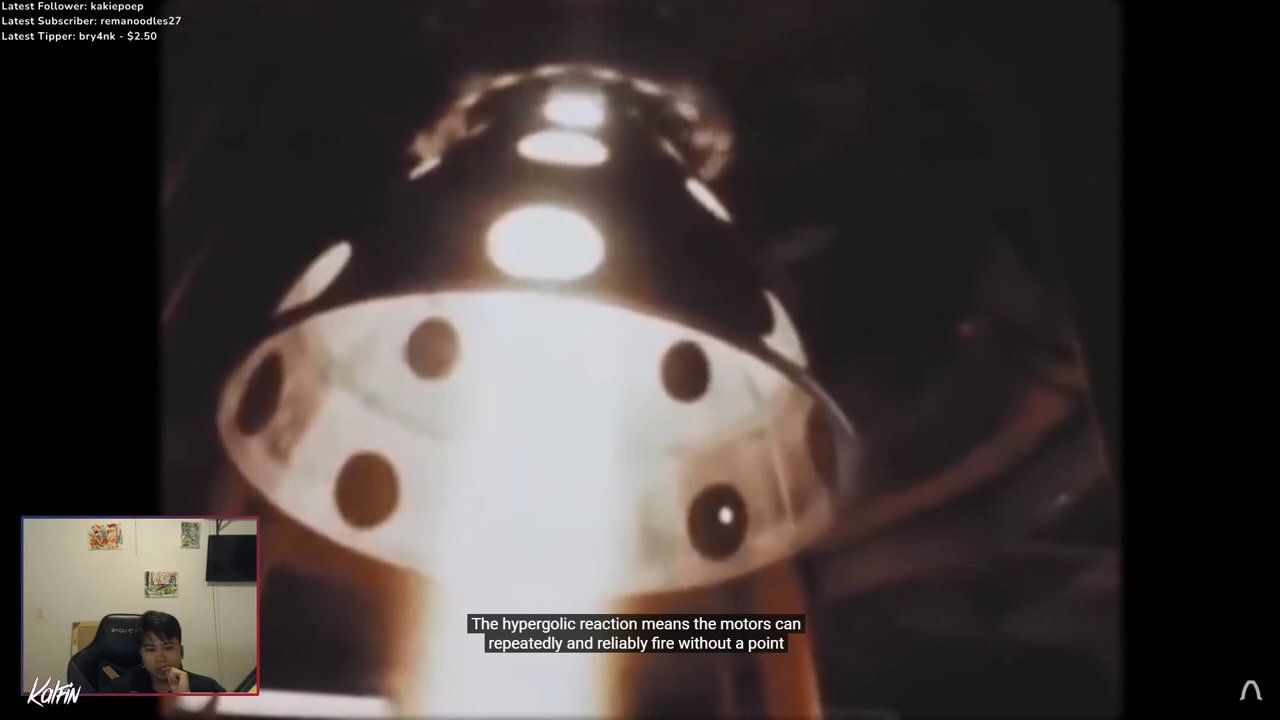 Latest Follower: kakiepoep
Latest Subscriber: remanoodles27
Latest Tipper: bry4nk - $2.50
The hypergolic reaction means the motors can
repeatedly and reliably fire without a point
KalFin